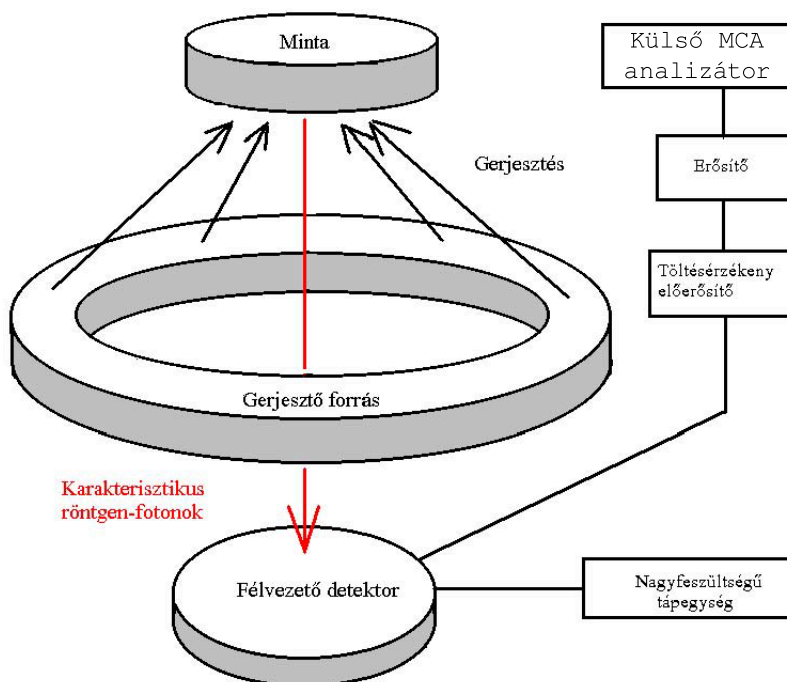 Minta
Külső MCA
analizátor
Gerjesztés
Erősítő
Töltésérzékeny
előerősítő
Gerjesztő forrás
Karakterisztikus
röntgen-fotonok
Félvezető detektor
Nagyfeszültségű
tápegység